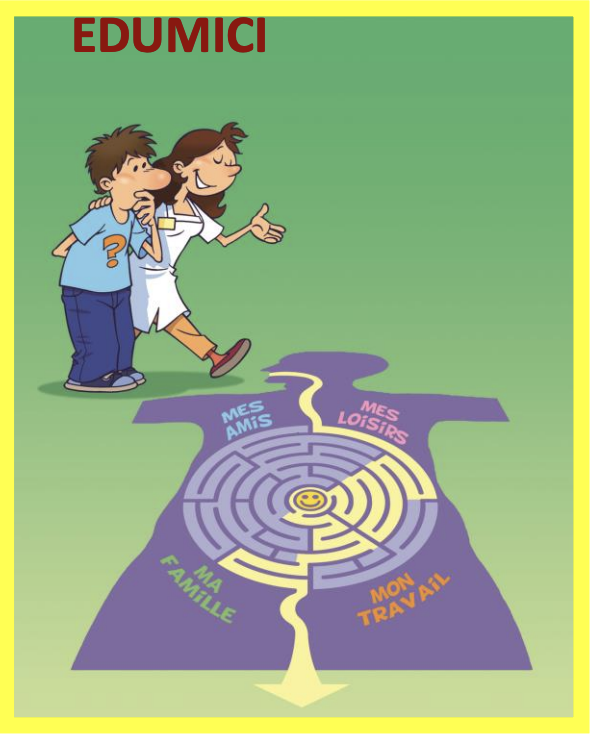 EDUMICI
?
MES
AMIS
MES
LOiSiRS
MA
FAMiLLE
MON
TRAVAiL